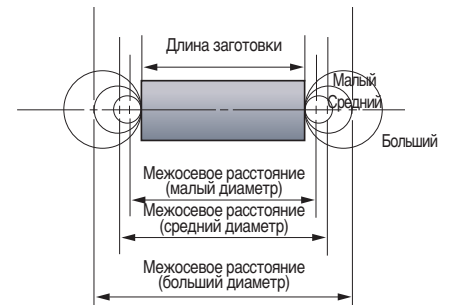 Длина заготовки
Малый
Средний
Больший
Межосевое расстояние
(малый диаметр)
Межосевое расстояние
(средний диаметр)
Межосевое расстояние
(больший диаметр)